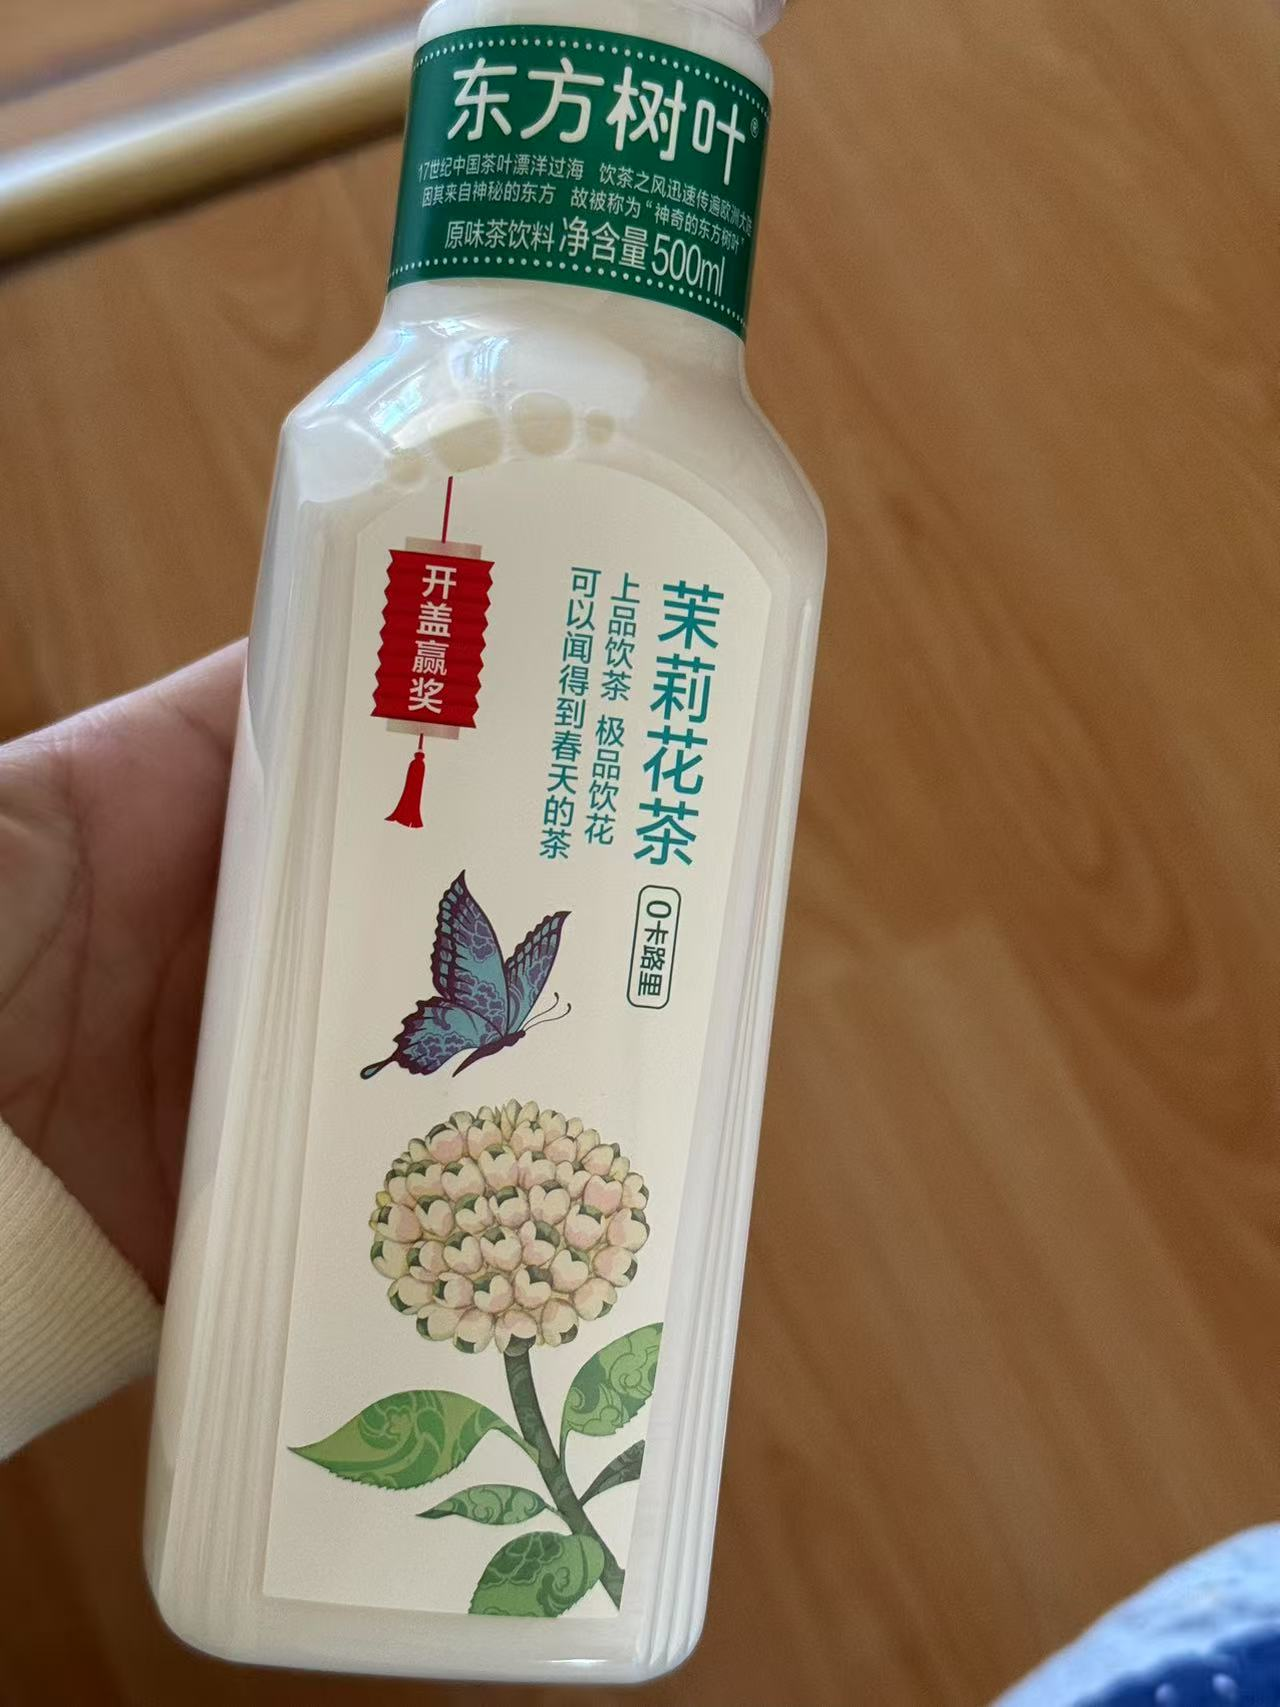 东方树叶®
17世纪中国茶叶漂洋过海 饮茶之风迅速传遍欧洲大陆
因其来自神秘的东方 故被称为“神奇的东方树叶”
原味茶饮料 净含量500ml
开盖赢奖
茉莉花茶
0卡路里
上品饮茶 极品饮花
可以闻得到春天的茶